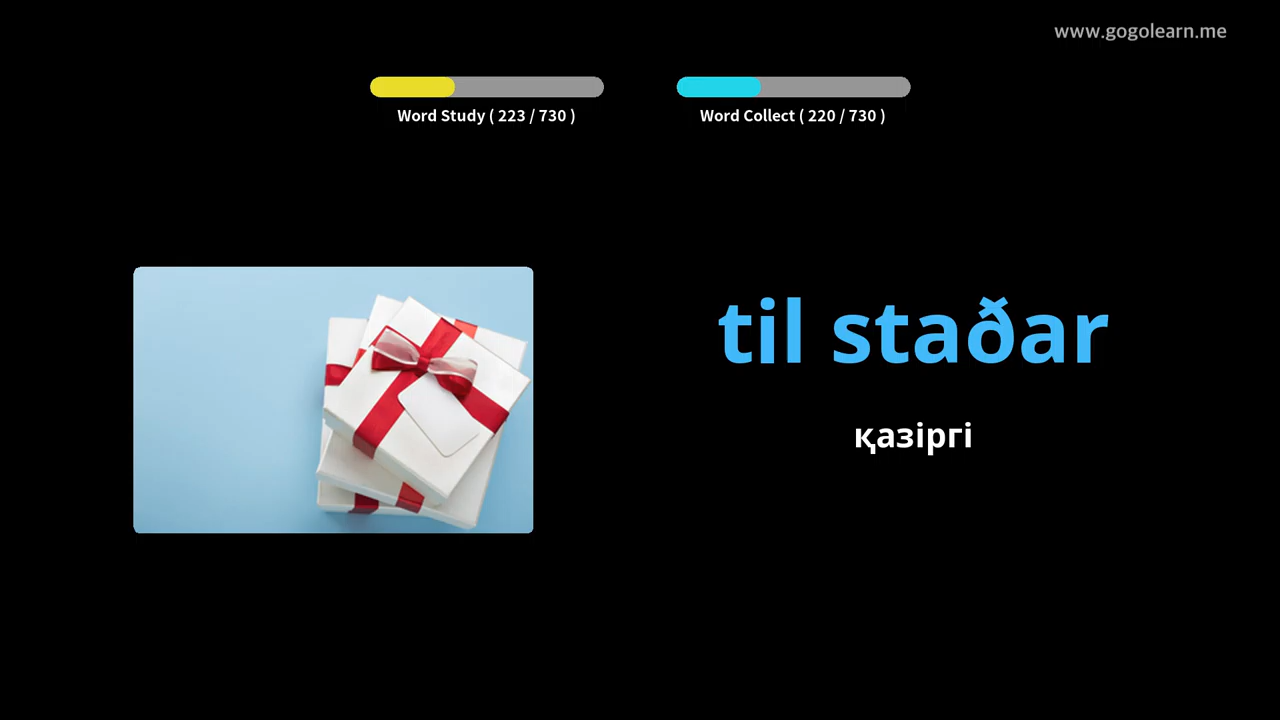 www.gogolearn.me
Word Study ( 223 / 730 )
Word Collect ( 220 / 730 )
til staðar
қазіргі